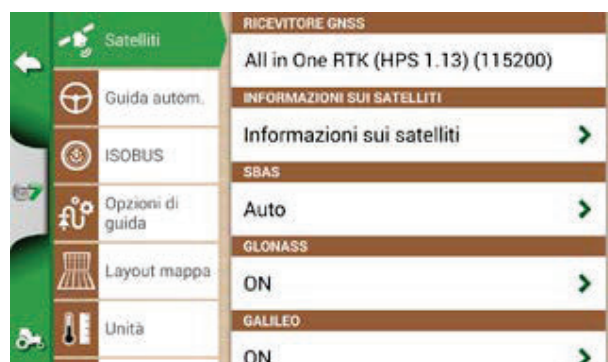 Satelliti
Guida autom.
ISOBUS
Opzioni di
guida
Layout mappa
Unità
RICEVITORE GNSS
All in One RTK (HPS 1.13) (115200)
INFORMAZIONI SUI SATELLITI
Informazioni sui satelliti
SBAS
Auto
GLONASS
ON
GALILEO
ON